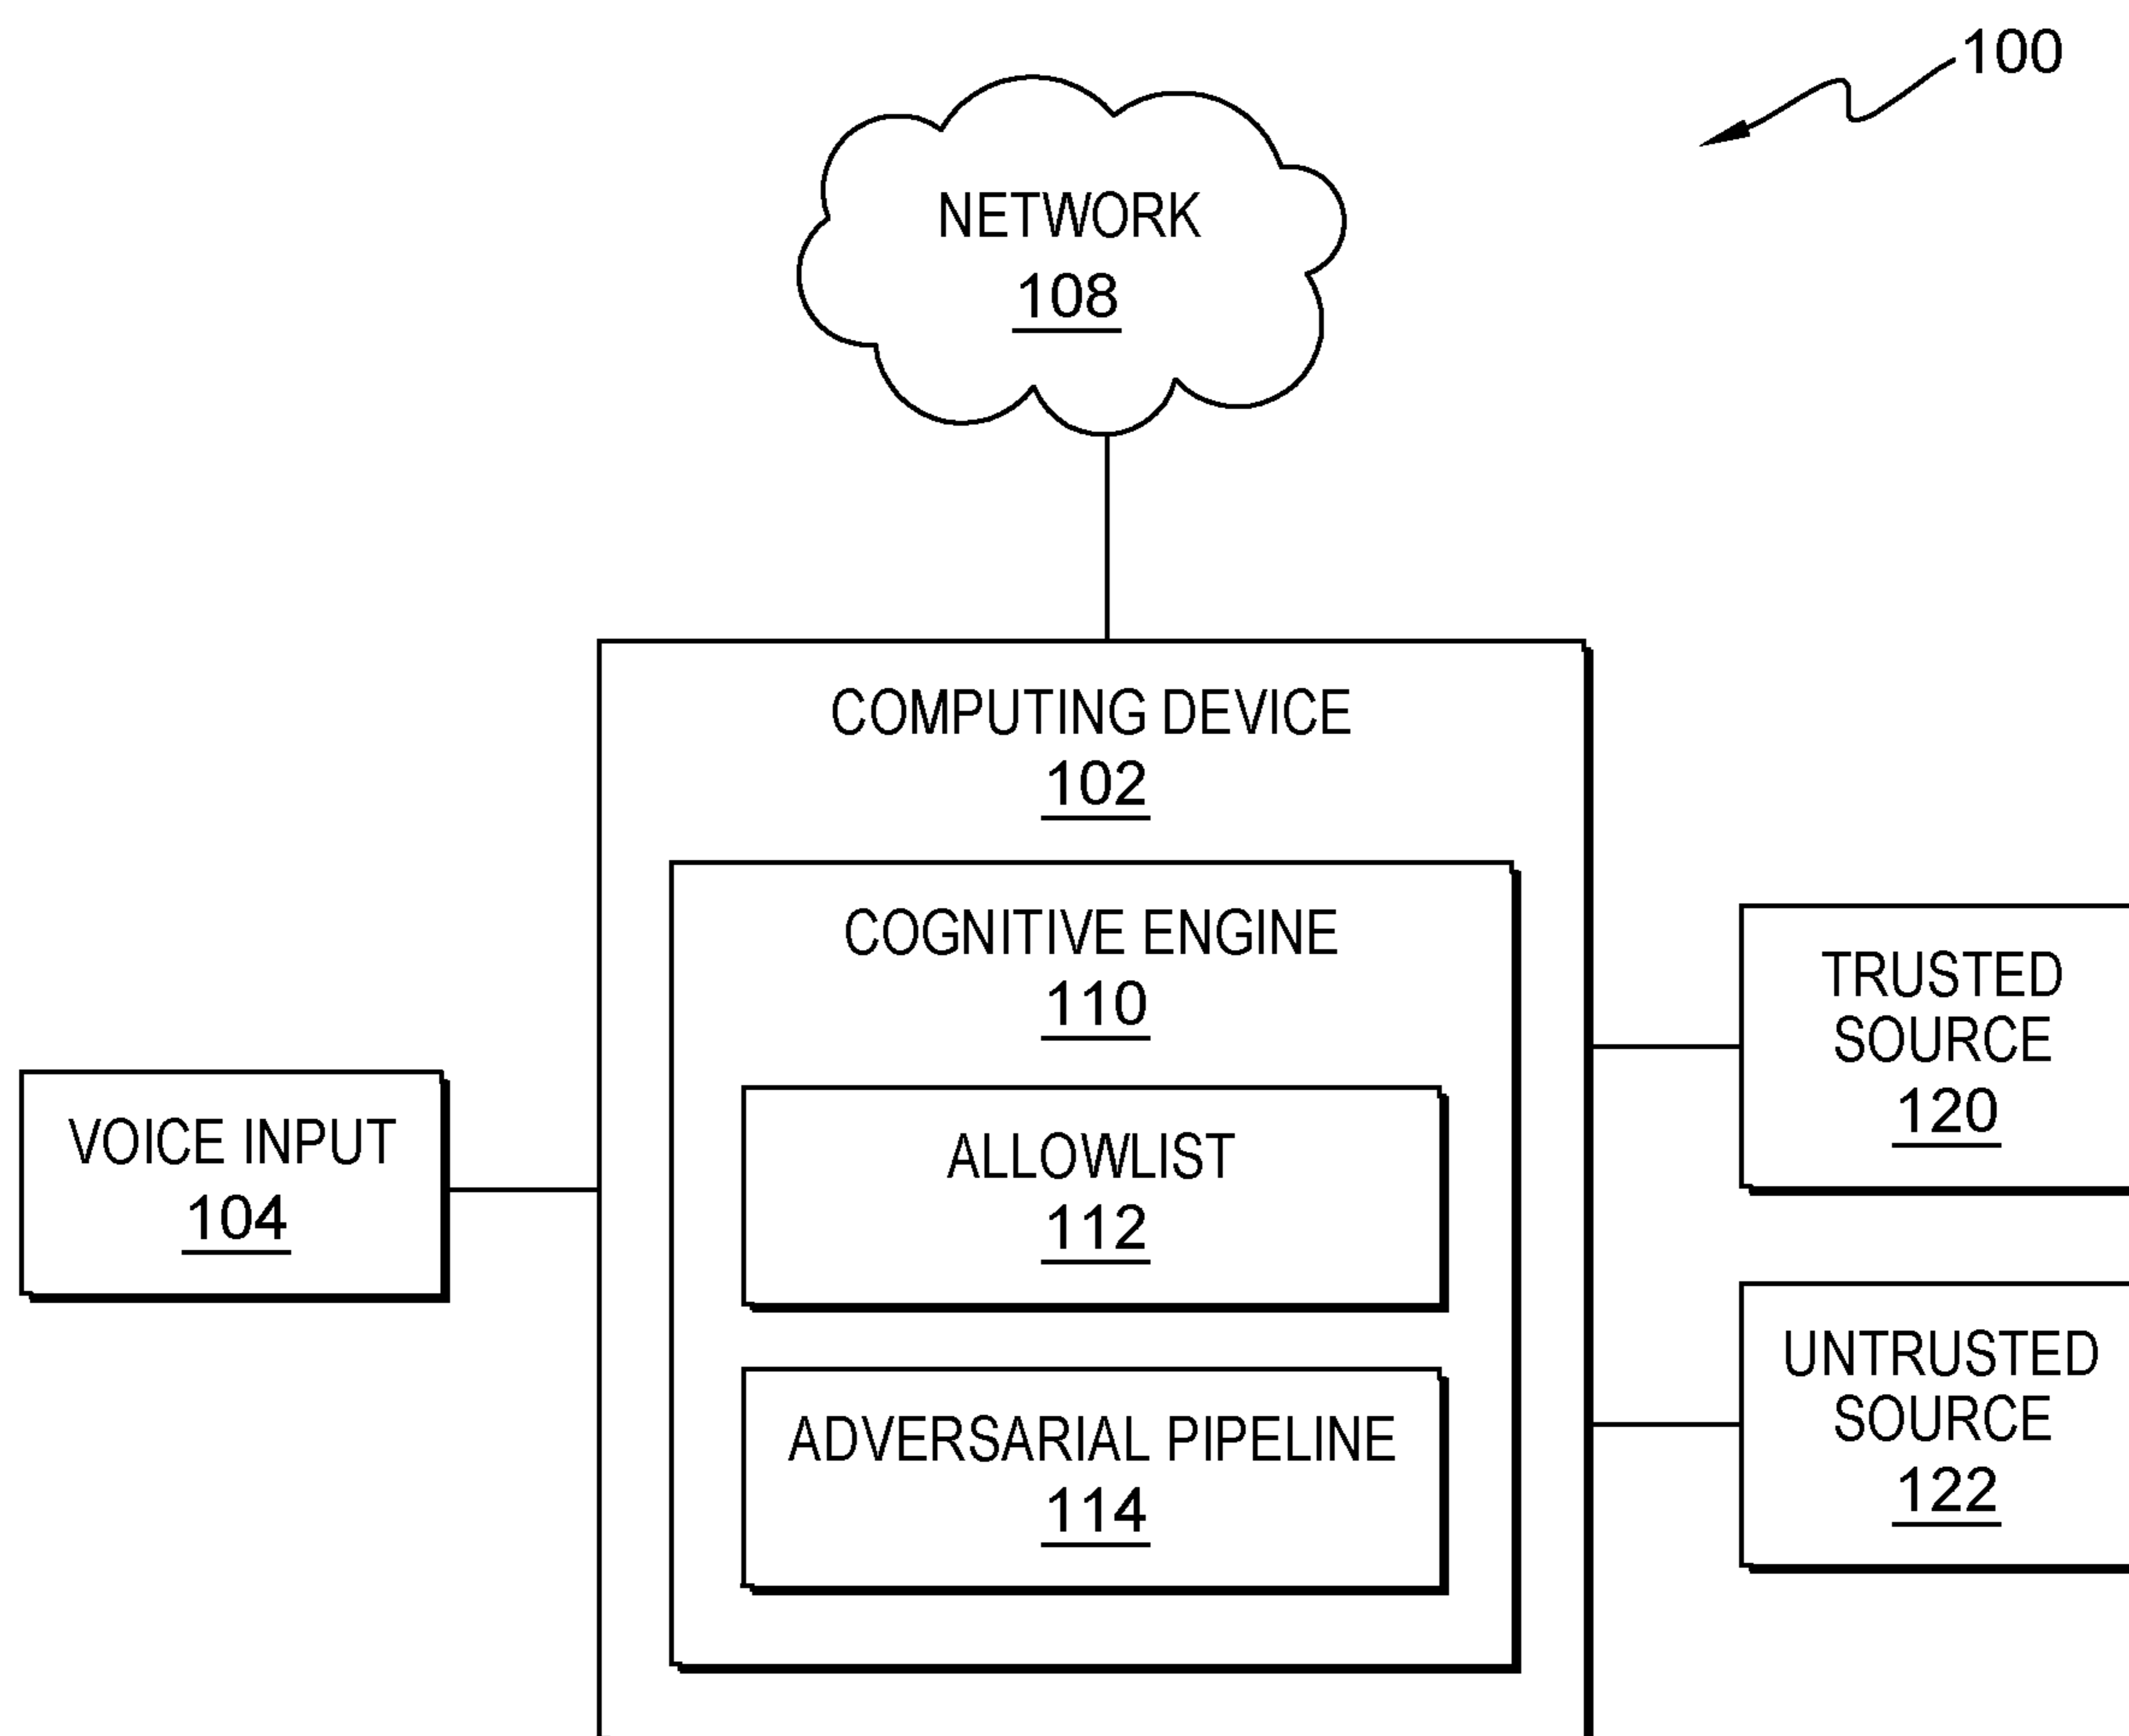 100
NETWORK
108
COMPUTING DEVICE
102
COGNITIVE ENGINE
110
ALLOWLIST
112
ADVERSARIAL PIPELINE
114
VOICE INPUT
104
TRUSTED
SOURCE
120
UNTRUSTED
SOURCE
122